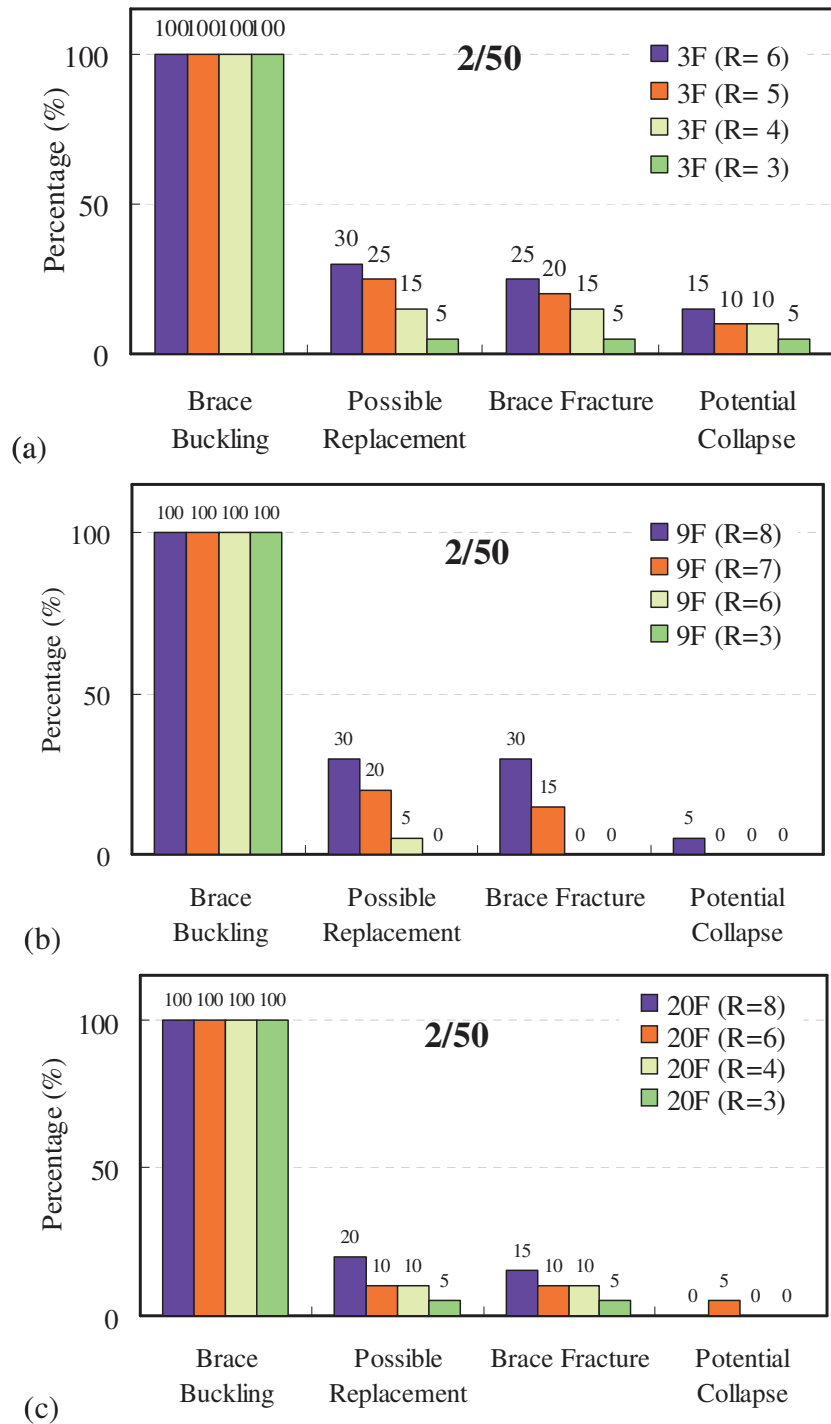 100 100 100 100
100
2/50
3F (R= 6)
3F (R= 5)
3F (R= 4)
3F (R= 3)
Percentage (%)
50
30
25
15
5
25
20
15
5
15
10
10
5
0
Brace Buckling
Possible Replacement
Brace Fracture
Potential Collapse
(a)
100 100 100 100
100
2/50
9F (R=8)
9F (R=7)
9F (R=6)
9F (R=3)
Percentage (%)
50
30
20
5
0
30
15
0
0
5
0
0
0
0
Brace Buckling
Possible Replacement
Brace Fracture
Potential Collapse
(b)
100 100 100 100
100
2/50
20F (R=8)
20F (R=6)
20F (R=4)
20F (R=3)
Percentage (%)
50
20
10
10
5
15
10
10
5
0
5
0
0
0
Brace Buckling
Possible Replacement
Brace Fracture
Potential Collapse
(c)